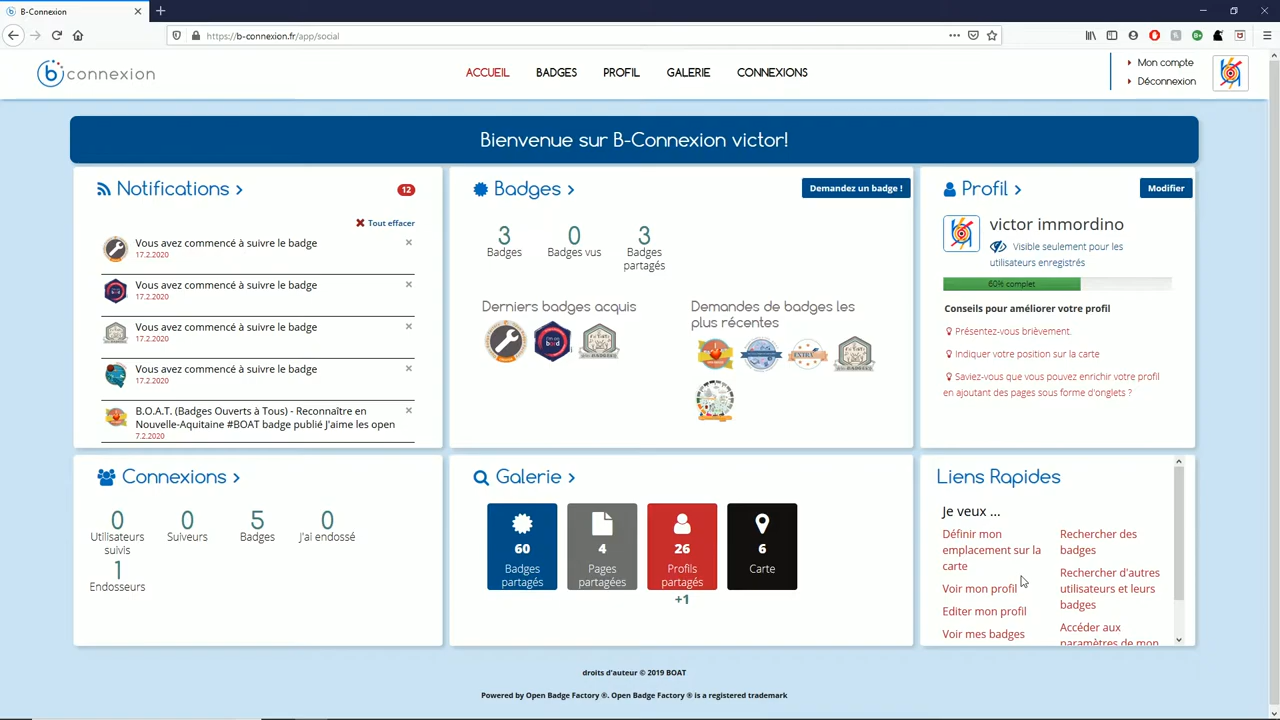 B-Connexion
https://b-connexion.fr/app/social
b connexion
ACCUEIL BADGES PROFIL GALERIE CONNEXIONS
Mon compte
Déconnexion
Bienvenue sur B-Connexion victor!
Notifications
12
Tout effacer
Vous avez commencé à suivre le badge
17.2.2020
Vous avez commencé à suivre le badge
17.2.2020
Vous avez commencé à suivre le badge
17.2.2020
Vous avez commencé à suivre le badge
17.2.2020
B.O.A.T. (Badges Ouverts à Tous) - Reconnaître en
Nouvelle-Aquitaine #BOAT badge publié J'aime les open
7.2.2020
Badges
Demandez un badge !
3
Badges
0
Badges vus
3
Badges
partagés
Derniers badges acquis
Demandes de badges les
plus récentes
EXTRA
Profil
Modifier
victor immordino
Visible seulement pour les
utilisateurs enregistrés
60% complet
Conseils pour améliorer votre profil
Présentez-vous brièvement.
Indiquer votre position sur la carte
Saviez-vous que vous pouvez enrichir votre profil
en ajoutant des pages sous forme d'onglets ?
Connexions
0
Utilisateurs
suivis
0
Suiveurs
5
Badges
0
J'ai endossé
1
Endosseurs
Galerie
60
Badges
partagés
4
Pages
partagées
26
Profils
partagés
+1
6
Carte
Liens Rapides
Je veux ...
Définir mon
emplacement sur la
carte
Voir mon profil
Editer mon profil
Voir mes badges
Rechercher des
badges
Rechercher d'autres
utilisateurs et leurs
badges
Accéder aux
paramètres de mon
droits d'auteur © 2019 BOAT
Powered by Open Badge Factory ®. Open Badge Factory ® is a registered trademark